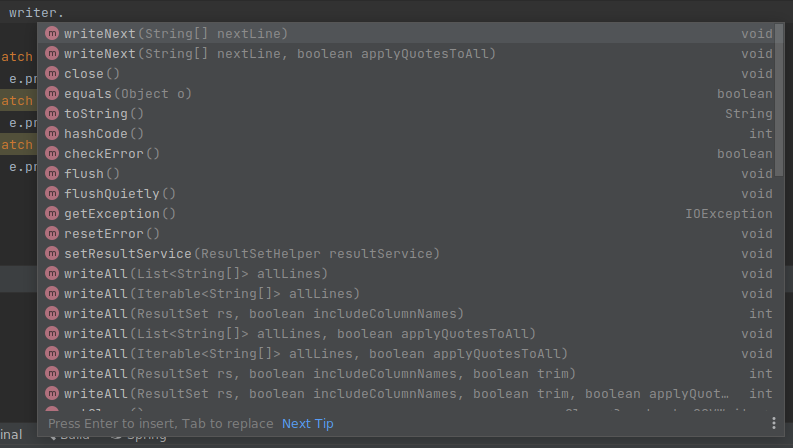 writer.
writeNext(String[] nextLine) void
writeNext(String[] nextLine, boolean applyQuotesToAll) void
atch
close() void
e.pr
equals(Object o) boolean
atch
toString() String
e.pr
hashCode() int
atch
checkError() boolean
e.pr
flush() void
flushQuietly() void
getException() IOException
resetError() void
setResultService(ResultSetHelper resultService) void
writeAll(List<String[]> allLines) void
writeAll(Iterable<String[]> allLines) void
writeAll(ResultSet rs, boolean includeColumnNames) int
writeAll(List<String[]> allLines, boolean applyQuotesToAll) void
writeAll(Iterable<String[]> allLines, boolean applyQuotesToAll) void
writeAll(ResultSet rs, boolean includeColumnNames, boolean trim) int
writeAll(ResultSet rs, boolean includeColumnNames, boolean trim, boolean applyQuot… int
Press Enter to insert, Tab to replace Next Tip
inal Build Spring